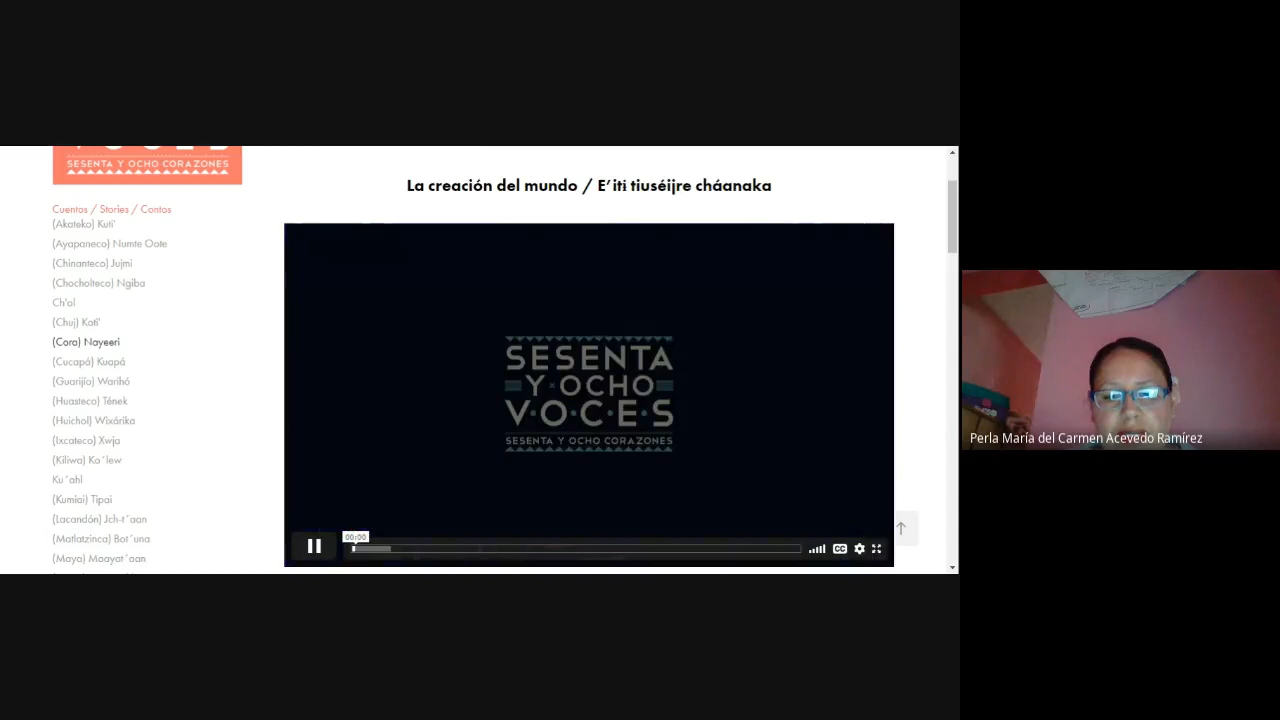 SESENTA Y OCHO CORAZONES
Cuentos / Stories / Contos
(Akateko) Kuti'
(Ayapaneco) Numte Oote
(Chinanteco) Jujmi
(Chocholteco) Ngiba
Ch'ol
(Chuj) Koti'
(Cora) Nayeeri
(Cucapá) Kuapá
(Guarijío) Warihó
(Huasteco) Tének
(Huichol) Wixárika
(Ixcateco) Xwja
(Kiliwa) Ko´lew
Ku´ahl
(Kumiai) Tipai
(Lacandón) Jch-t´aan
(Matlatzinca) Bot´una
(Maya) Maayat´aan
La creación del mundo / E´iti tiuséijre cháanaka
SESENTA
Y OCHO
V·O·C·E·S
SESENTA Y OCHO CORAZONES
00:00
CC
Perla María del Carmen Acevedo Ramírez